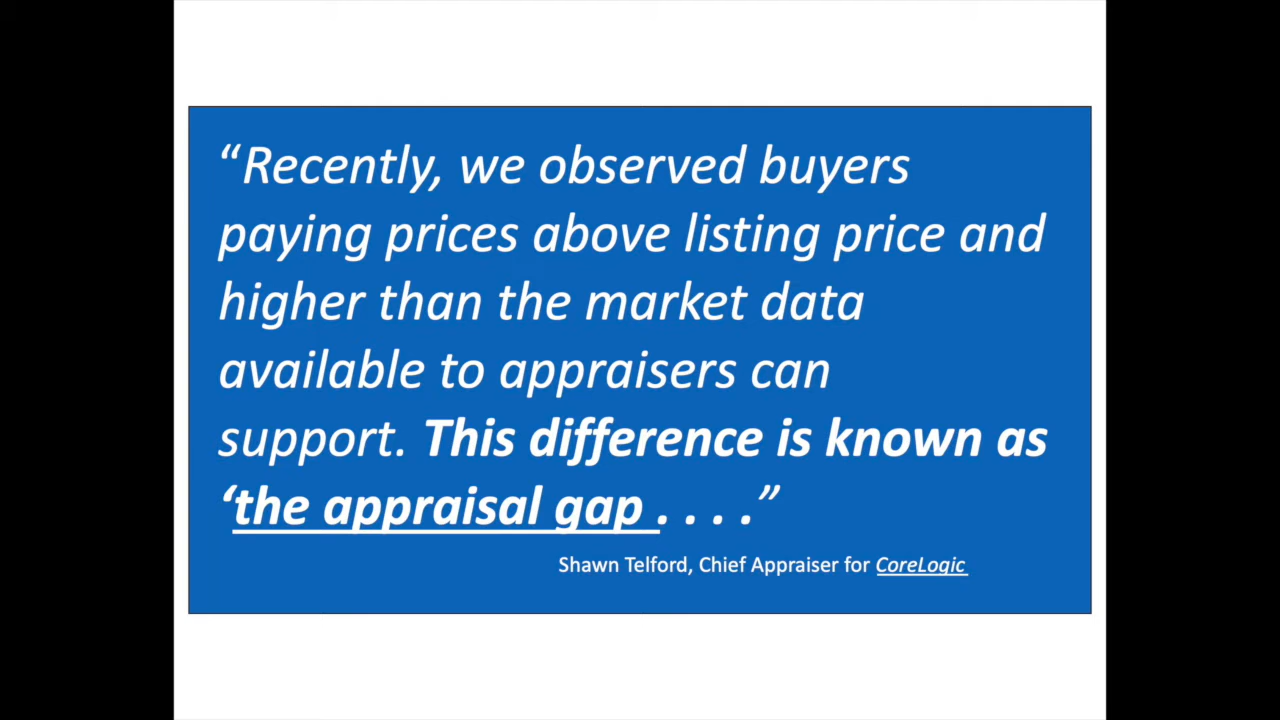 “Recently, we observed buyers
paying prices above listing price and
higher than the market data
available to appraisers can
support. This difference is known as
‘the appraisal gap . . . .”
Shawn Telford, Chief Appraiser for CoreLogic